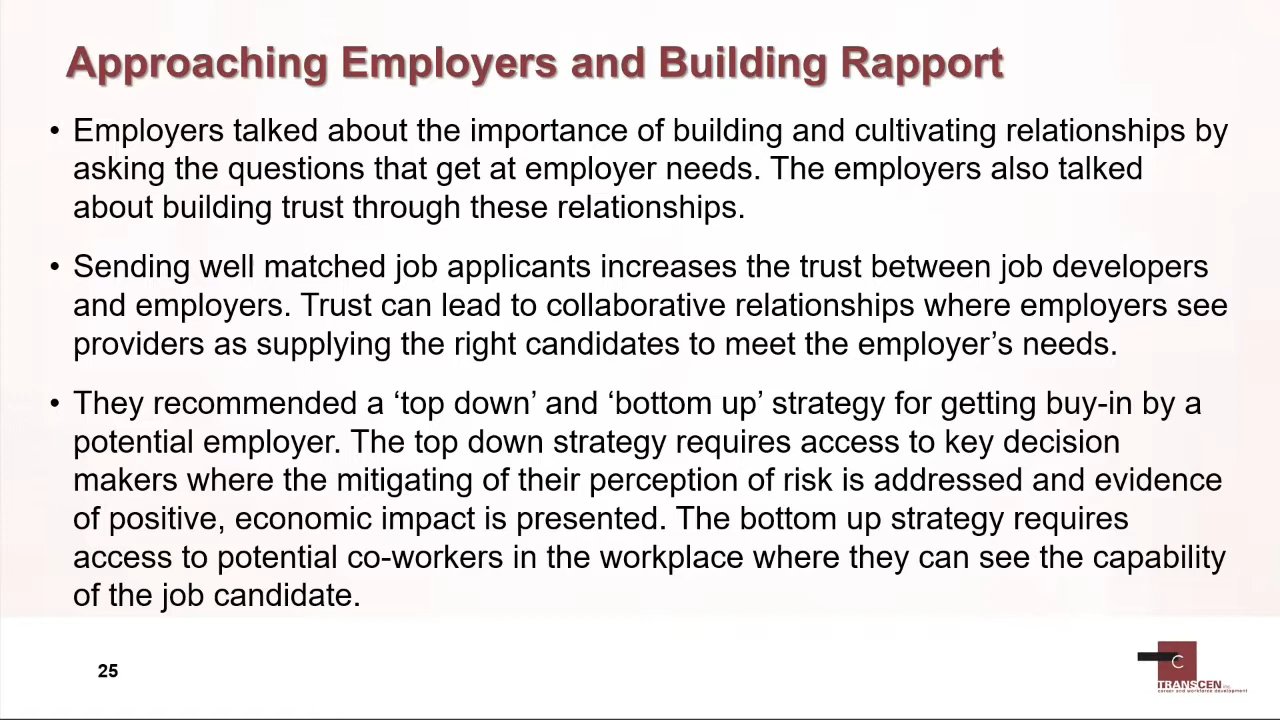 Approaching Employers and Building Rapport
• Employers talked about the importance of building and cultivating relationships by
asking the questions that get at employer needs. The employers also talked
about building trust through these relationships.
• Sending well matched job applicants increases the trust between job developers
and employers. Trust can lead to collaborative relationships where employers see
providers as supplying the right candidates to meet the employer’s needs.
• They recommended a ‘top down’ and ‘bottom up’ strategy for getting buy-in by a
potential employer. The top down strategy requires access to key decision
makers where the mitigating of their perception of risk is addressed and evidence
of positive, economic impact is presented. The bottom up strategy requires
access to potential co-workers in the workplace where they can see the capability
of the job candidate.
25
C
TRANSCEN INC.
career and workforce development